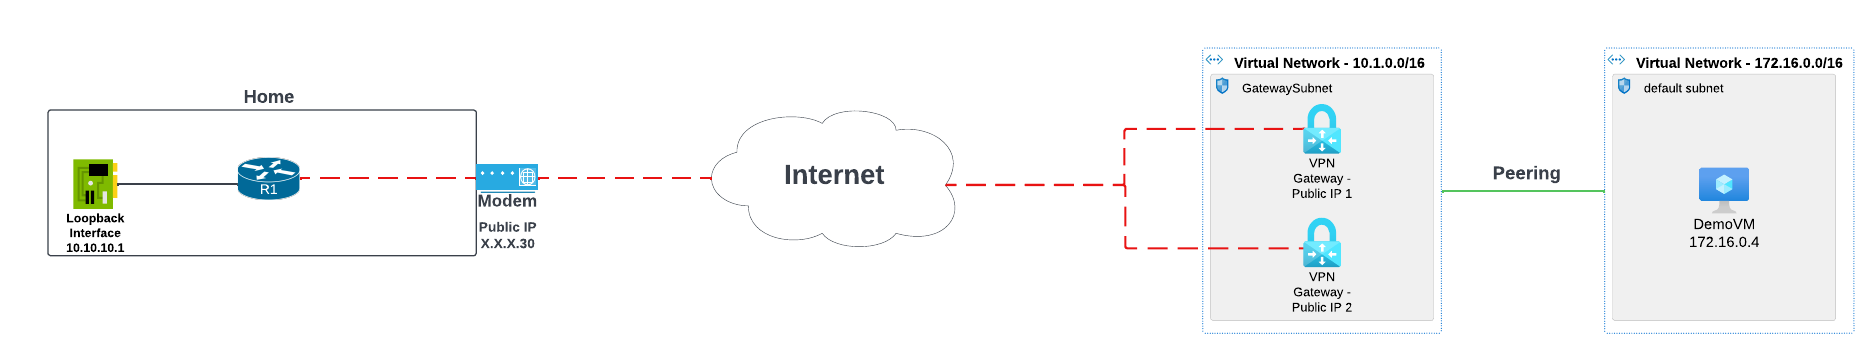 Home
Loopback
Interface
10.10.10.1
R1
Modem
Public IP
X.X.X.30
Internet
Virtual Network - 10.1.0.0/16
GatewaySubnet
VPN
Gateway -
Public IP 1
VPN
Gateway -
Public IP 2
Peering
Virtual Network - 172.16.0.0/16
default subnet
DemoVM
172.16.0.4